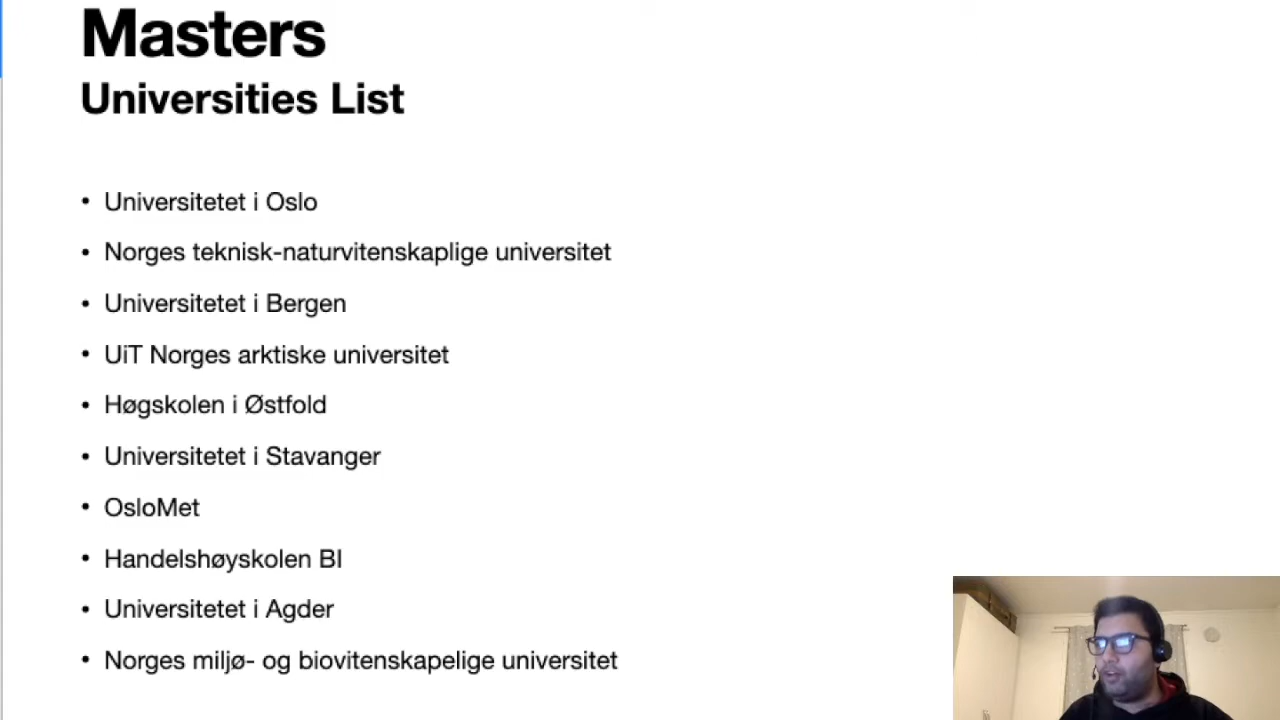 Masters
Universities List
• Universitetet i Oslo
• Norges teknisk-naturvitenskaplige universitet
• Universitetet i Bergen
• UiT Norges arktiske universitet
• Høgskolen i Østfold
• Universitetet i Stavanger
• OsloMet
• Handelshøyskolen BI
• Universitetet i Agder
• Norges miljø- og biovitenskapelige universitet